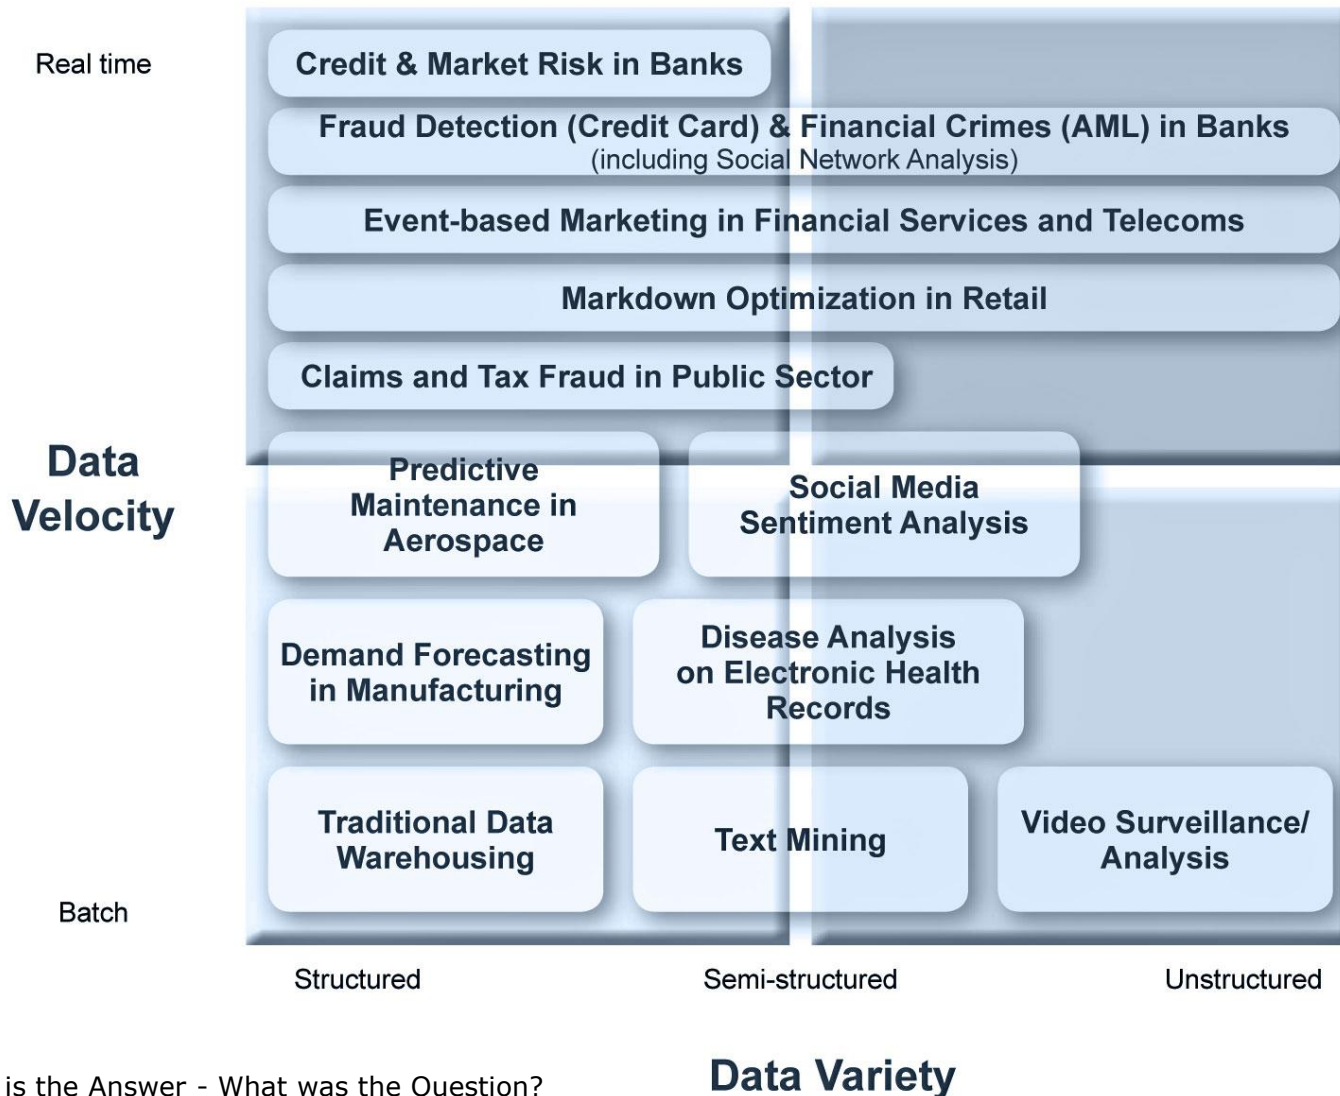 Real time
Credit & Market Risk in Banks
Fraud Detection (Credit Card) & Financial Crimes (AML) in Banks
(including Social Network Analysis)
Event-based Marketing in Financial Services and Telecoms
Markdown Optimization in Retail
Claims and Tax Fraud in Public Sector
Data
Velocity
Predictive
Maintenance in
Aerospace
Social Media
Sentiment Analysis
Demand Forecasting
in Manufacturing
Disease Analysis
on Electronic Health
Records
Traditional Data
Warehousing
Text Mining
Video Surveillance/
Analysis
Batch
Structured
Semi-structured
Unstructured
Data Variety
is the Answer - What was the Question?